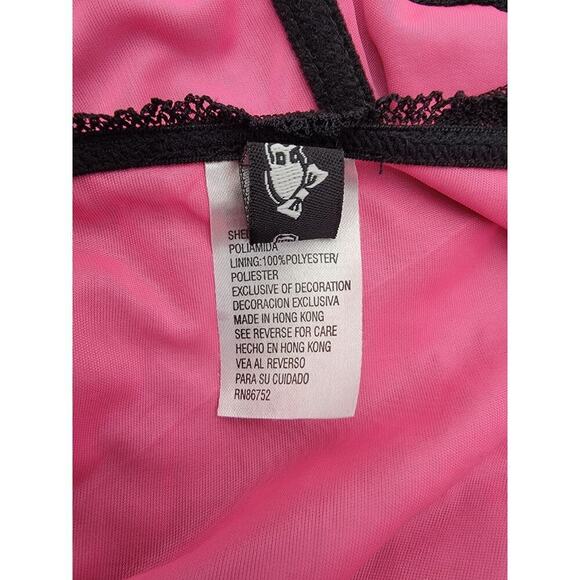 POLIAMIDA
LINING:100%POLYESTER/
POLIESTER
EXCLUSIVE OF DECORATION
DECORACION EXCLUSIVA
MADE IN HONG KONG
SEE REVERSE FOR CARE
HECHO EN HONG KONG
VEA AL REVERSO
PARA SU CUIDADO
RN86752